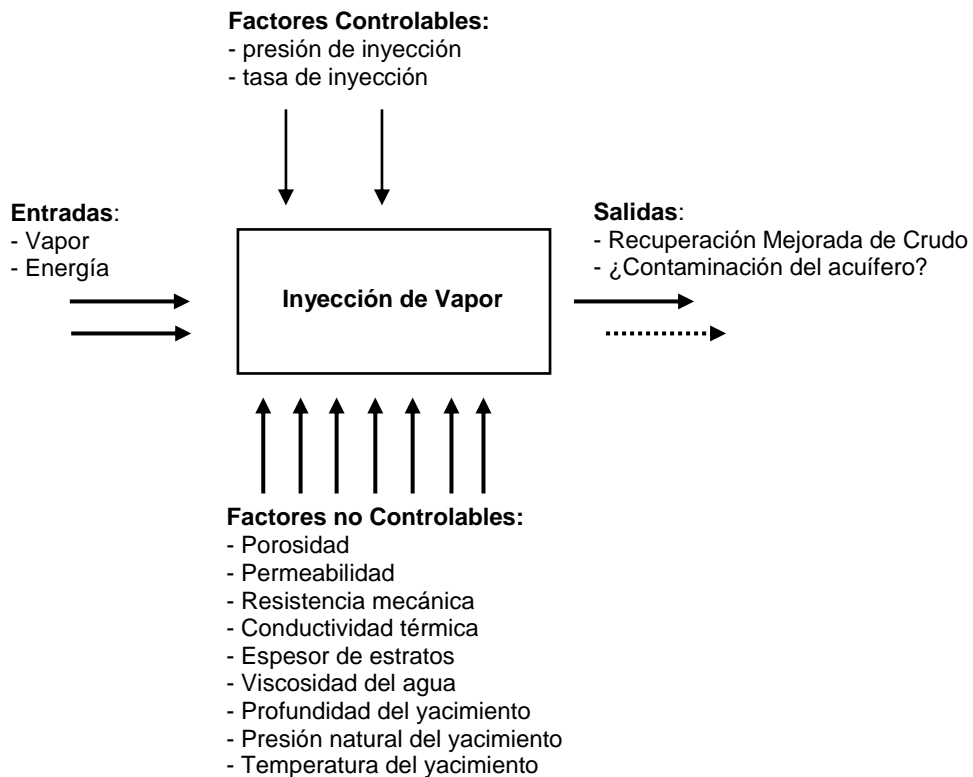 Factores Controlables:
- presión de inyección
- tasa de inyección
Entradas:
- Vapor
- Energía
Inyección de Vapor
Salidas:
- Recuperación Mejorada de Crudo
- ¿Contaminación del acuífero?
Factores no Controlables:
- Porosidad
- Permeabilidad
- Resistencia mecánica
- Conductividad térmica
- Espesor de estratos
- Viscosidad del agua
- Profundidad del yacimiento
- Presión natural del yacimiento
- Temperatura del yacimiento